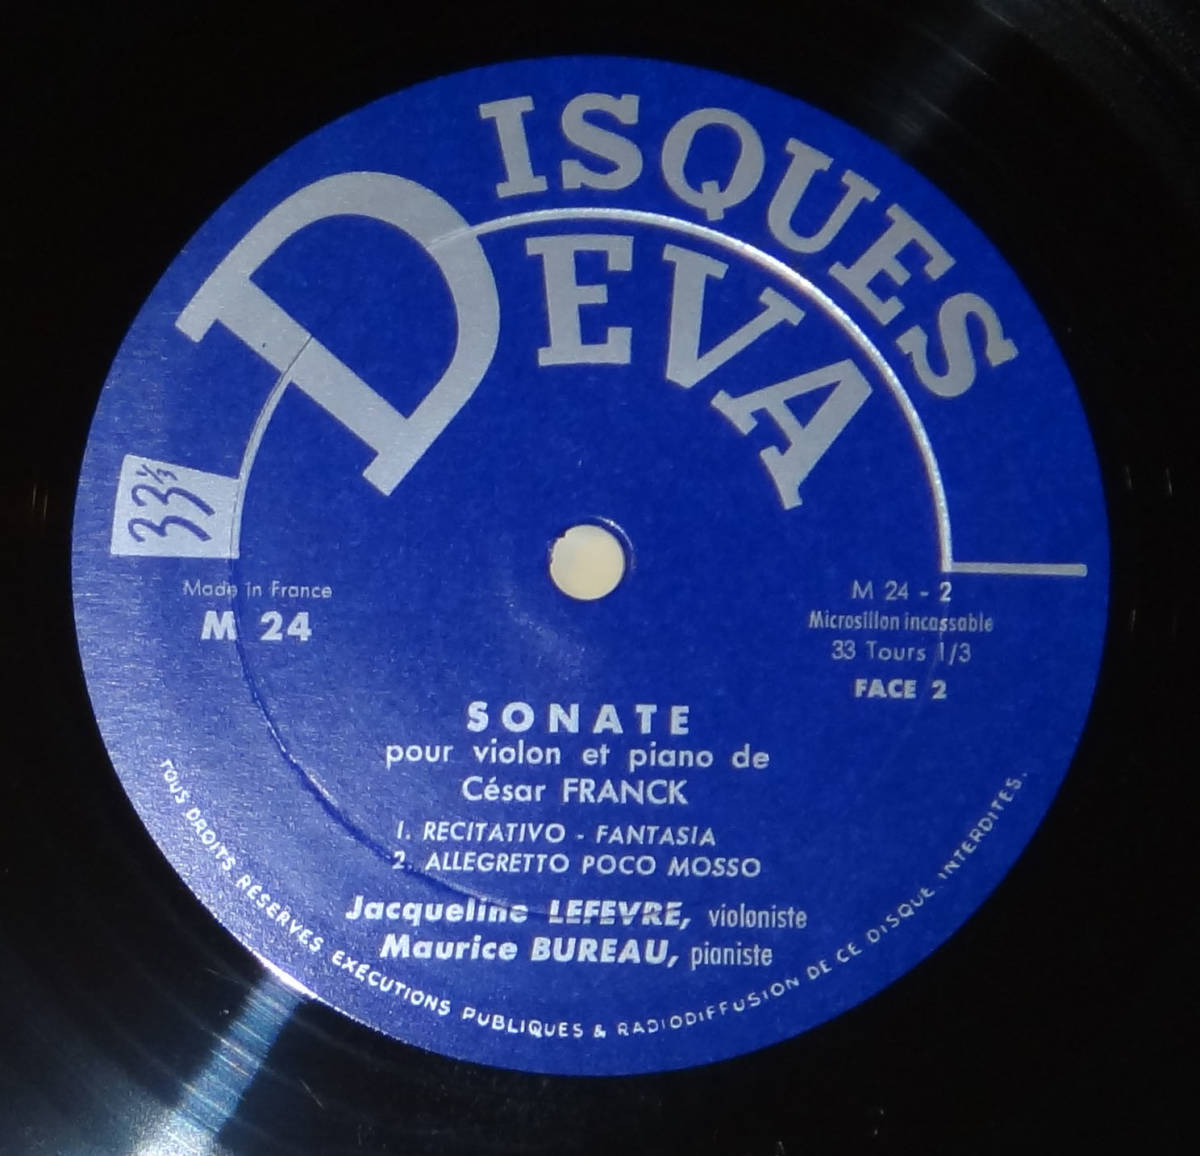 DISQUES
DEVA
33 1/3
Made in France
M 24
M 24 - 2
Microsillon incassable
33 Tours 1/3
FACE 2
SONATE
pour violon et piano de
César FRANCK
1. RECITATIVO - FANTASIA
2. ALLEGRETTO POCO MOSSO
Jacqueline LEFEVRE, violoniste
Maurice BUREAU, pianiste
TOUS DROITS RÉSERVÉS EXÉCUTIONS PUBLIQUES & RADIODIFFUSION DE CE DISQUE INTERDITES.